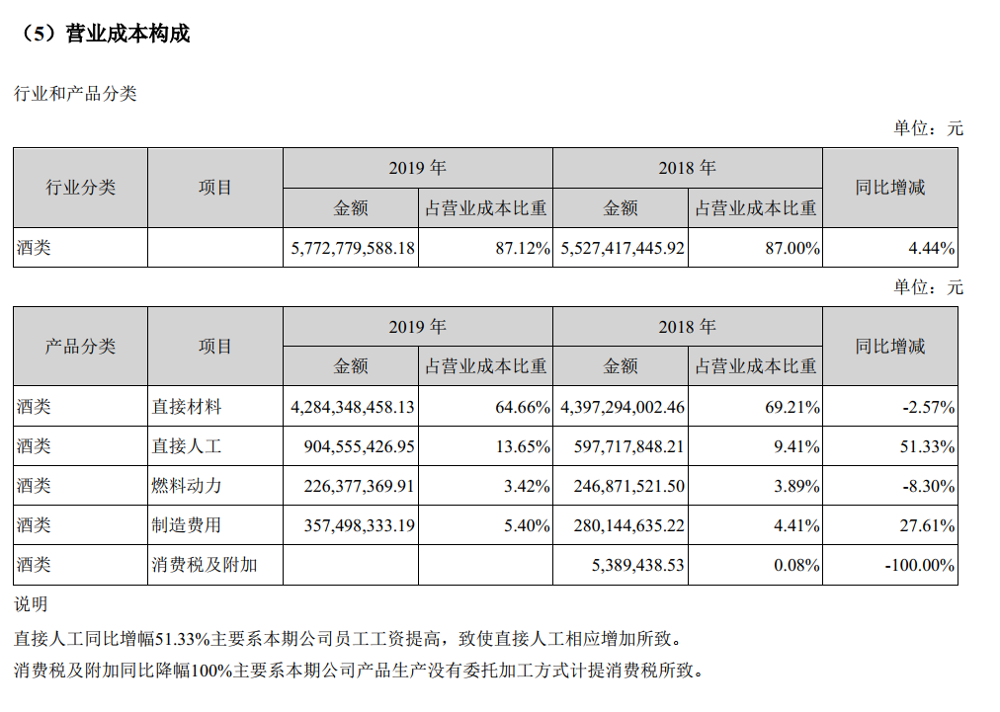 （5）营业成本构成
行业和产品分类
单位：元
行业分类 项目 2019 年 2018 年 同比增减
金额 占营业成本比重 金额 占营业成本比重
酒类 5,772,779,588.18 87.12% 5,527,417,445.92 87.00% 4.44%
单位：元
产品分类 项目 2019 年 2018 年 同比增减
金额 占营业成本比重 金额 占营业成本比重
酒类 直接材料 4,284,348,458.13 64.66% 4,397,294,002.46 69.21% -2.57%
酒类 直接人工 904,555,426.95 13.65% 597,717,848.21 9.41% 51.33%
酒类 燃料动力 226,377,369.91 3.42% 246,871,521.50 3.89% -8.30%
酒类 制造费用 357,498,333.19 5.40% 280,144,635.22 4.41% 27.61%
酒类 消费税及附加 5,389,438.53 0.08% -100.00%
说明
直接人工同比增幅51.33%主要系本期公司员工工资提高，致使直接人工相应增加所致。
消费税及附加同比降幅100%主要系本期公司产品生产没有委托加工方式计提消费税所致。